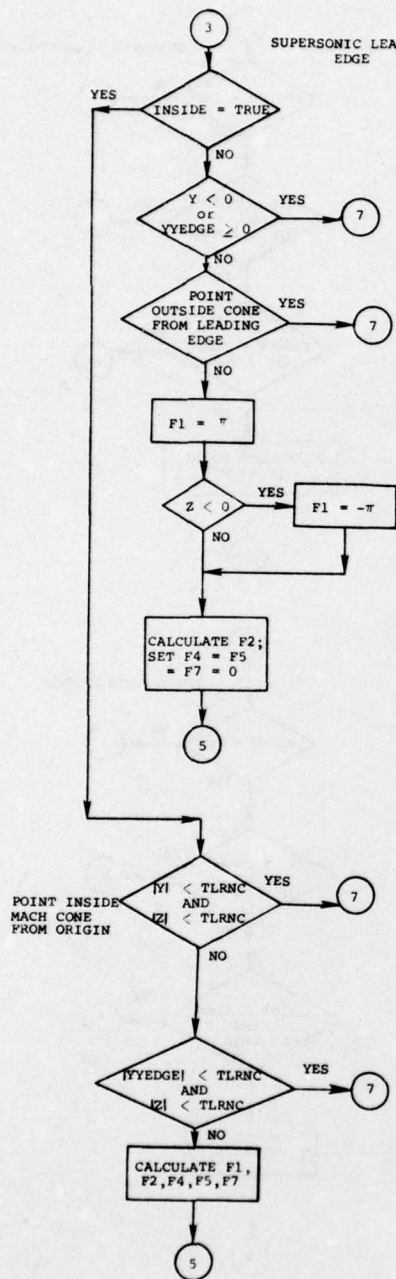 3
SUPERSONIC LEA
EDGE
YES
INSIDE = TRUE
NO
Y < 0
or
YYEDGE ≥ 0
YES
7
NO
POINT
OUTSIDE CONE
FROM LEADING
EDGE
YES
7
NO
F1 = π
Z < 0
YES
F1 = -π
NO
CALCULATE F2;
SET F4 = F5
= F7 = 0
5
POINT INSIDE
MACH CONE
FROM ORIGIN
|Y| < TLRNC
AND
|Z| < TLRNC
YES
7
NO
|YYEDGE| < TLRNC
AND
|Z| < TLRNC
YES
7
NO
CALCULATE F1,
F2,F4,F5,F7
5